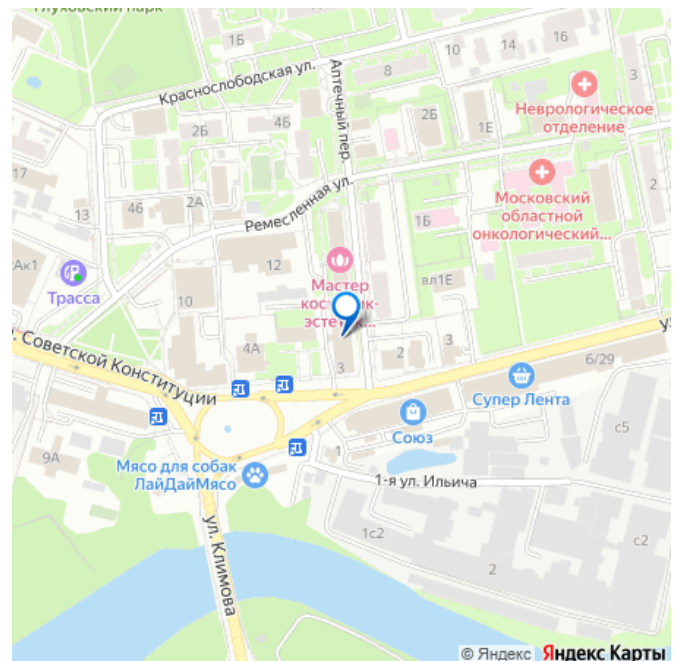 Глуховский парк
1Б
14
16
10
8
Краснослободская ул.
Аптечный пер.
Неврологическое
отделение
4Б
2Б
2Б
1Е
17
2А
4б
13
Московский
областной
онкологический...
2
Ремесленная ул.
1Б
Ак1
Трасса
12
Мастер
эстетик...
вл1Е
10
4А
3
2
3
6/29
Советской Конституции
Супер Лента
Союз
с5
9А
Мясо для собак
ЛайДайМясо
1
1-я ул. Ильича
ул. Климова
1с2
с2
2
© Яндекс Яндекс Карты